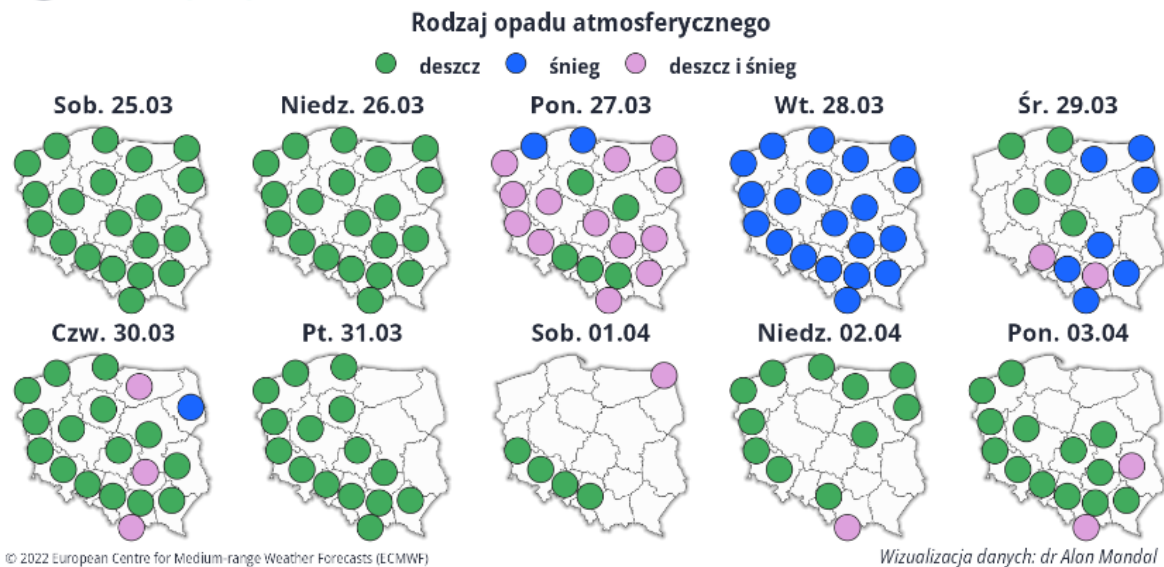 Rodzaj opadu atmosferycznego
deszcz śnieg deszcz i śnieg
Sob. 25.03 Niedz. 26.03 Pon. 27.03 Wt. 28.03 Śr. 29.03
Czw. 30.03 Pt. 31.03 Sob. 01.04 Niedz. 02.04 Pon. 03.04
© 2022 European Centre for Medium-range Weather Forecasts (ECMWF) Wizualizacja danych: dr Alan Mandal